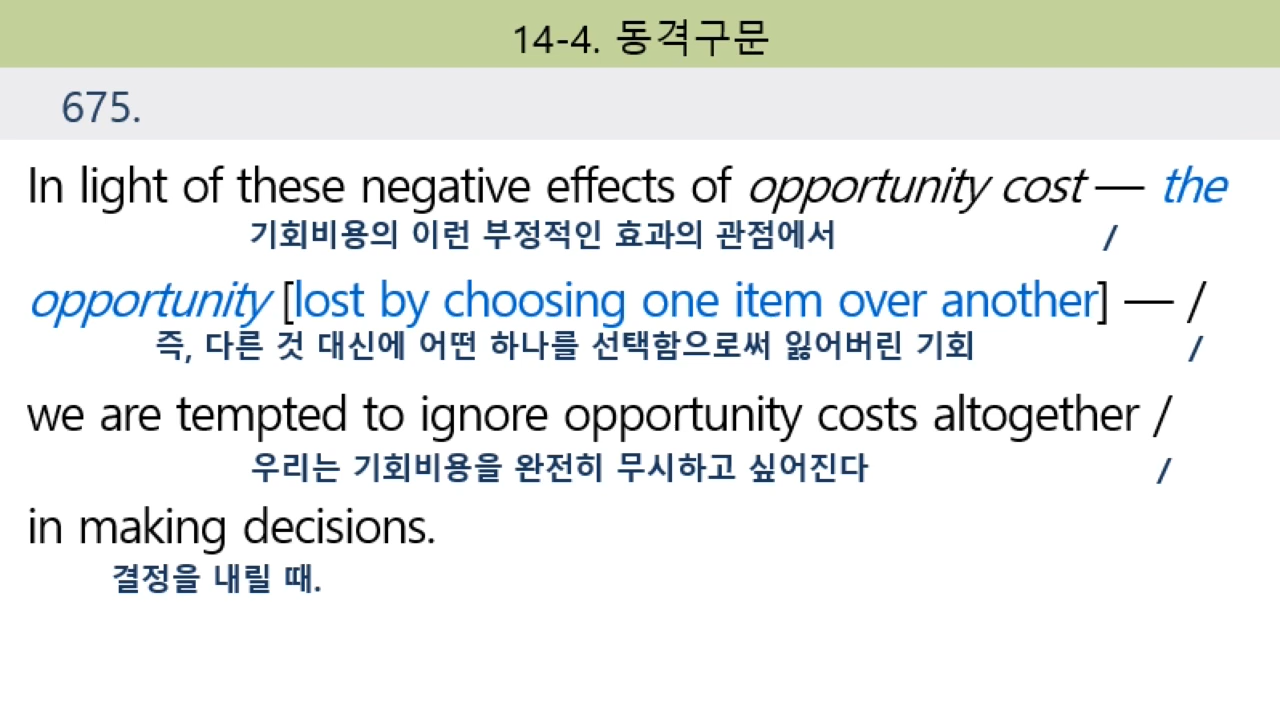 14-4. 동격구문
675.
In light of these negative effects of opportunity cost — the
기회비용의 이런 부정적인 효과의 관점에서 /
opportunity [lost by choosing one item over another] — /
즉, 다른 것 대신에 어떤 하나를 선택함으로써 잃어버린 기회 /
we are tempted to ignore opportunity costs altogether /
우리는 기회비용을 완전히 무시하고 싶어진다 /
in making decisions.
결정을 내릴 때.